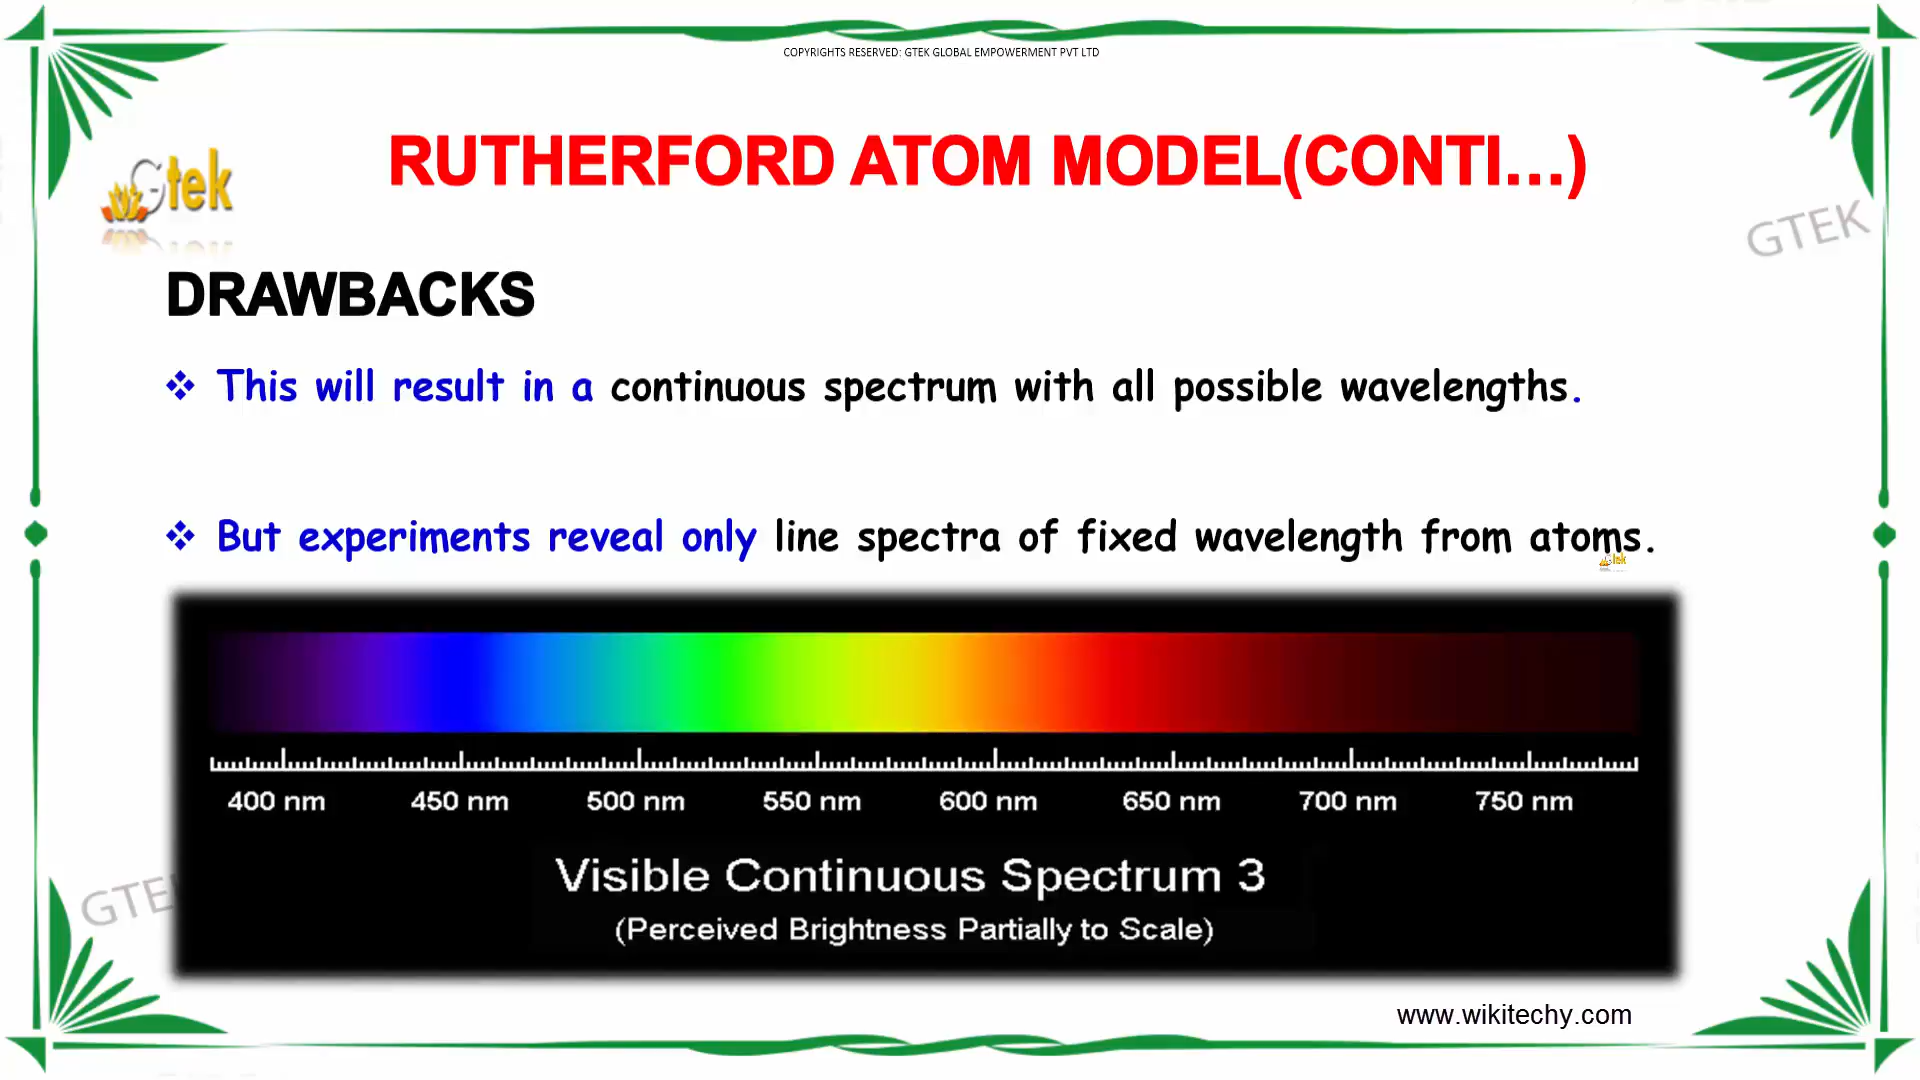 COPYRIGHTS RESERVED: GTEK GLOBAL EMPOWERMENT PVT LTD
RUTHERFORD ATOM MODEL(CONTI...)
Gtek
GTEK
DRAWBACKS
This will result in a continuous spectrum with all possible wavelengths.
But experiments reveal only line spectra of fixed wavelength from atoms.
400 nm 450 nm 500 nm 550 nm 600 nm 650 nm 700 nm 750 nm
Visible Continuous Spectrum 3
(Perceived Brightness Partially to Scale)
GTEK
www.wikitechy.com